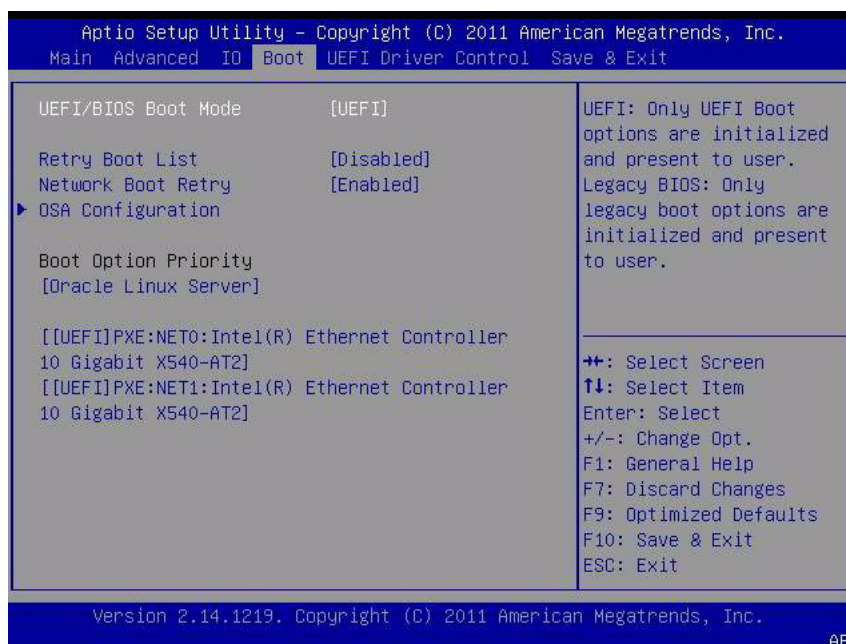 Aptio Setup Utility – Copyright (C) 2011 American Megatrends, Inc.
Main Advanced IO Boot UEFI Driver Control Save & Exit
UEFI/BIOS Boot Mode [UEFI]
Retry Boot List [Disabled]
Network Boot Retry [Enabled]
OSA Configuration
Boot Option Priority
[Oracle Linux Server]
[[UEFI]PXE:NET0:Intel(R) Ethernet Controller
10 Gigabit X540-AT2]
[[UEFI]PXE:NET1:Intel(R) Ethernet Controller
10 Gigabit X540-AT2]
UEFI: Only UEFI Boot
options are initialized
and present to user.
Legacy BIOS: Only
legacy boot options are
initialized and present
to user.
→←: Select Screen
↑↓: Select Item
Enter: Select
+/-: Change Opt.
F1: General Help
F7: Discard Changes
F9: Optimized Defaults
F10: Save & Exit
ESC: Exit
Version 2.14.1219. Copyright (C) 2011 American Megatrends, Inc.